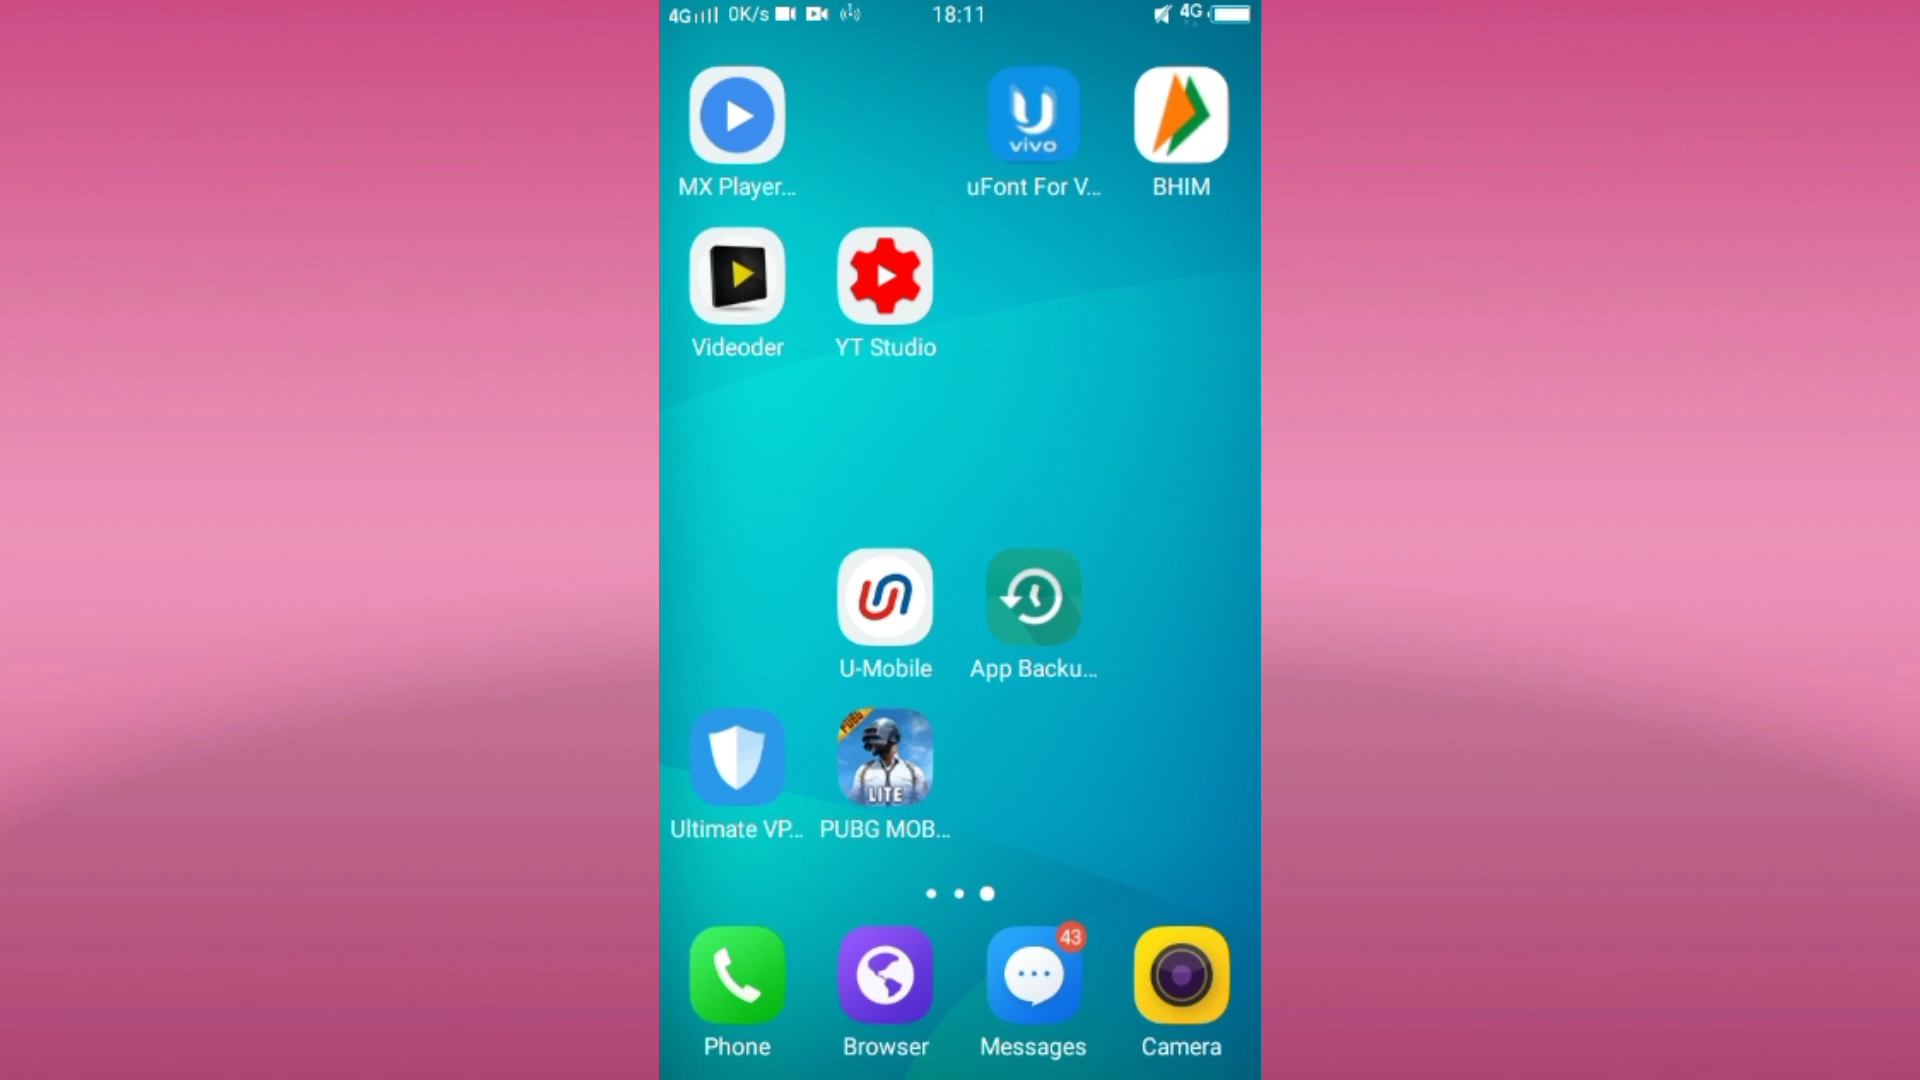 4G 0K/s 18:11 4G
vivo
MX Player... uFont For V... BHIM
Videoder YT Studio
U-Mobile App Backu...
PUBG
LITE
Ultimate VP... PUBG MOB...
43
Phone Browser Messages Camera